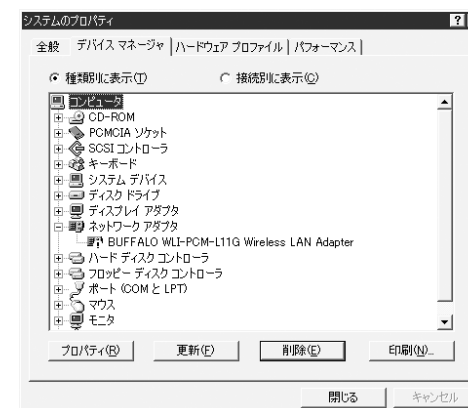 システムのプロパティ
?
全般 デバイス マネージャ ハードウェア プロファイル パフォーマンス
種類別に表示(T) 接続別に表示(C)
コンピュータ
CD-ROM
PCMCIA ソケット
SCSI コントローラ
キーボード
システム デバイス
ディスク ドライブ
ディスプレイ アダプタ
ネットワーク アダプタ
BUFFALO WLI-PCM-L11G Wireless LAN Adapter
ハード ディスク コントローラ
フロッピー ディスク コントローラ
ポート (COM と LPT)
マウス
モニタ
プロパティ(R) 更新(F) 削除(E) 印刷(N)...
閉じる キャンセル